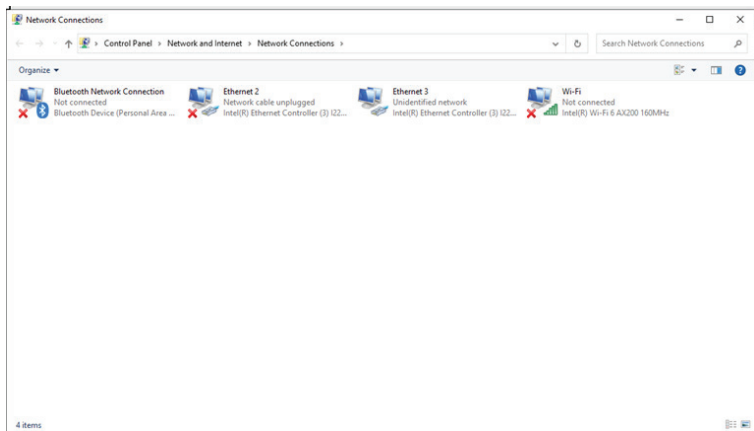 Network Connections
Control Panel > Network and Internet > Network Connections >
Search Network Connections
Organize
Bluetooth Network Connection
Not connected
Bluetooth Device (Personal Area ...
Ethernet 2
Network cable unplugged
Intel(R) Ethernet Controller (3) I22...
Ethernet 3
Unidentified network
Intel(R) Ethernet Controller (3) I22...
Wi-Fi
Not connected
Intel(R) Wi-Fi 6 AX200 160MHz
4 items